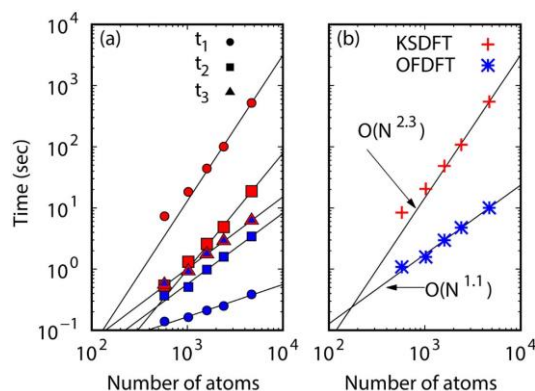 (a)
t1
t2
t3
Time (sec)
10^4
10^3
10^2
10^1
10^0
10^-1
10^2 10^3 10^4
Number of atoms
(b)
KSDFT
OFDFT
O(N^2.3)
O(N^1.1)
10^2 10^3 10^4
Number of atoms